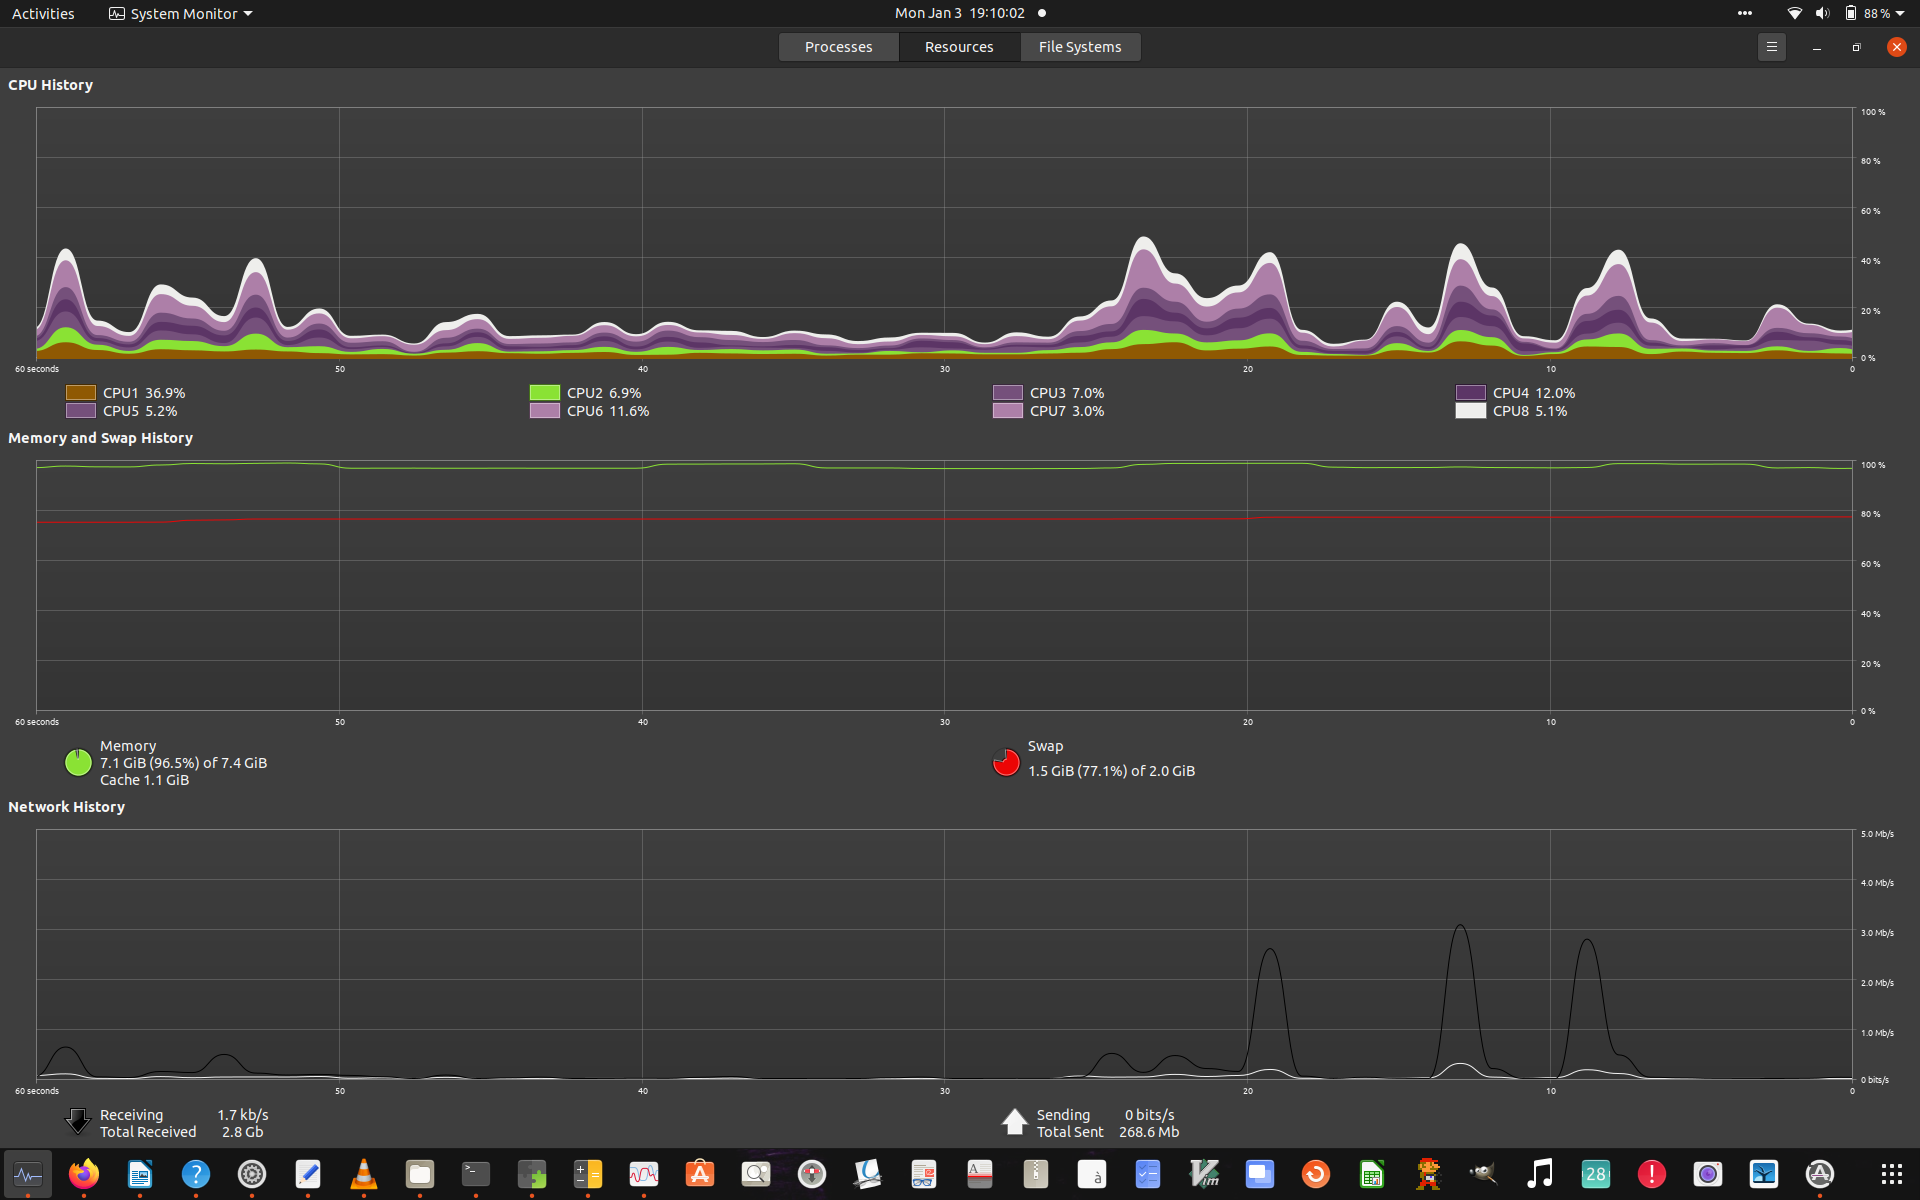 Activities System Monitor Mon Jan 3 19:10:02 88 %
Processes Resources File Systems
CPU History
100 %
80 %
60 %
40 %
20 %
0 %
60 seconds 50 40 30 20 10 0
CPU1 36.9% CPU2 6.9% CPU3 7.0% CPU4 12.0%
CPU5 5.2% CPU6 11.6% CPU7 3.0% CPU8 5.1%
Memory and Swap History
100 %
80 %
60 %
40 %
20 %
0 %
60 seconds 50 40 30 20 10 0
Memory Swap
7.1 GiB (96.5%) of 7.4 GiB 1.5 GiB (77.1%) of 2.0 GiB
Cache 1.1 GiB
Network History
5.0 Mb/s
4.0 Mb/s
3.0 Mb/s
2.0 Mb/s
1.0 Mb/s
0 bits/s
60 seconds 50 40 30 20 10 0
Receiving 1.7 kb/s Sending 0 bits/s
Total Received 2.8 Gb Total Sent 268.6 Mb
? >_ A à Vim 28 !